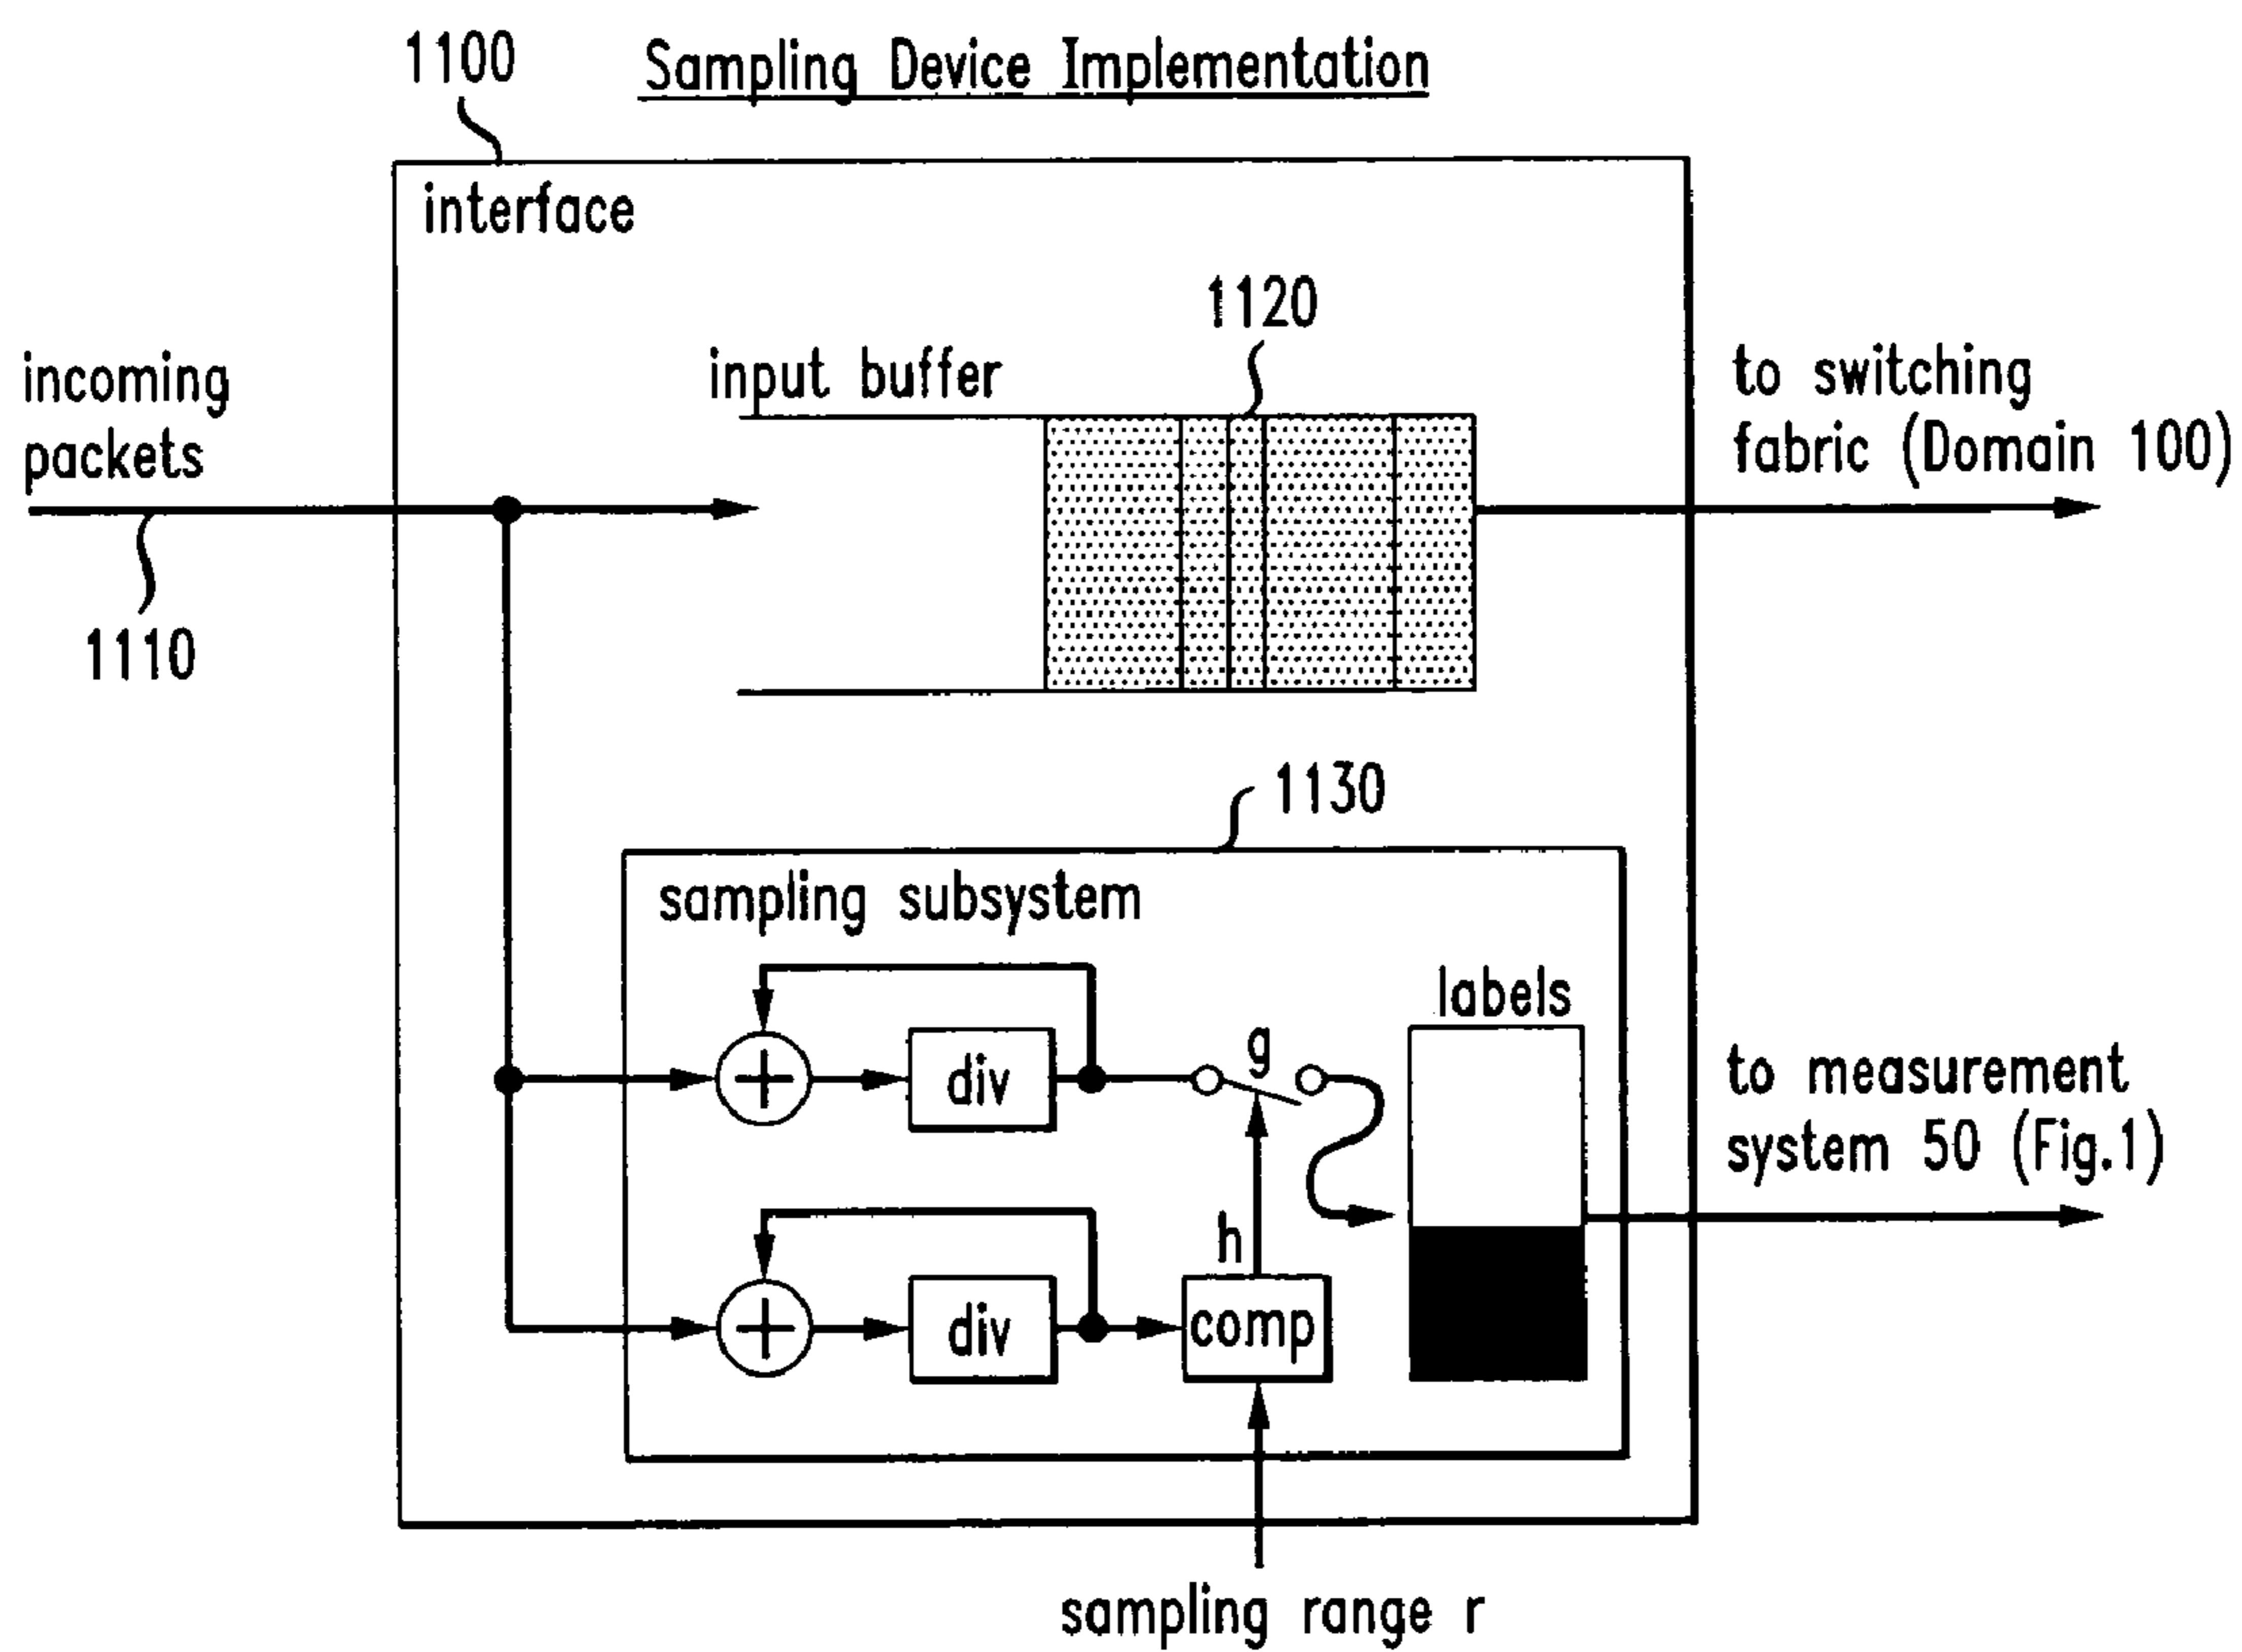 1100
Sampling Device Implementation
interface
1120
incoming
packets
input buffer
to switching
fabric (Domain 100)
1110
1130
sampling subsystem
labels
+
div
g
to measurement
system 50 (Fig.1)
h
+
div
comp
sampling range r